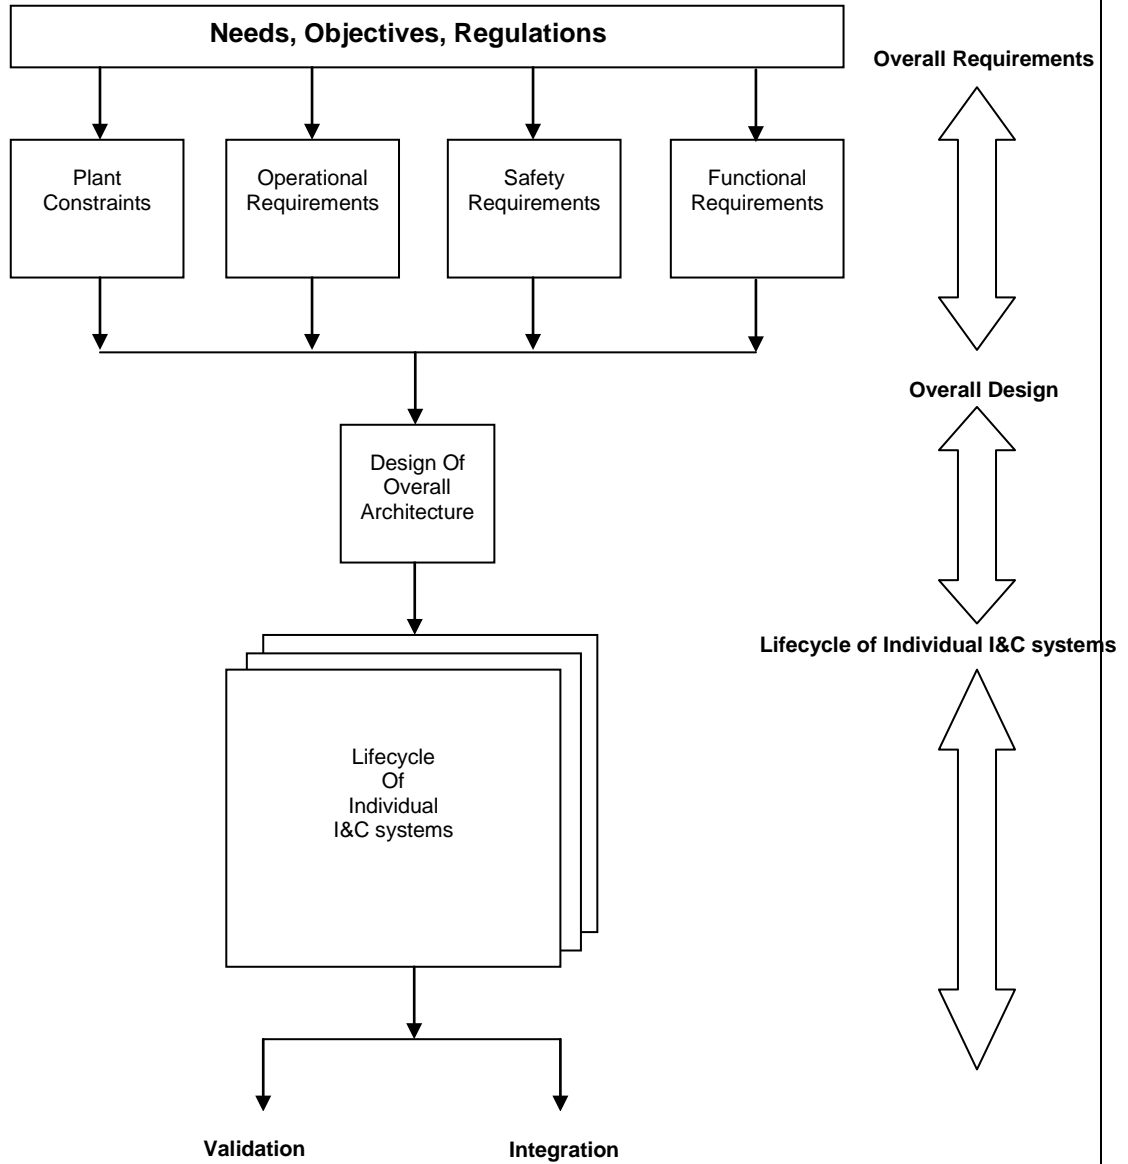 Needs, Objectives, Regulations
Overall Requirements
Plant
Constraints
Operational
Requirements
Safety
Requirements
Functional
Requirements
Overall Design
Design Of
Overall
Architecture
Lifecycle of Individual I&C systems
Lifecycle
Of
Individual
I&C systems
Validation
Integration